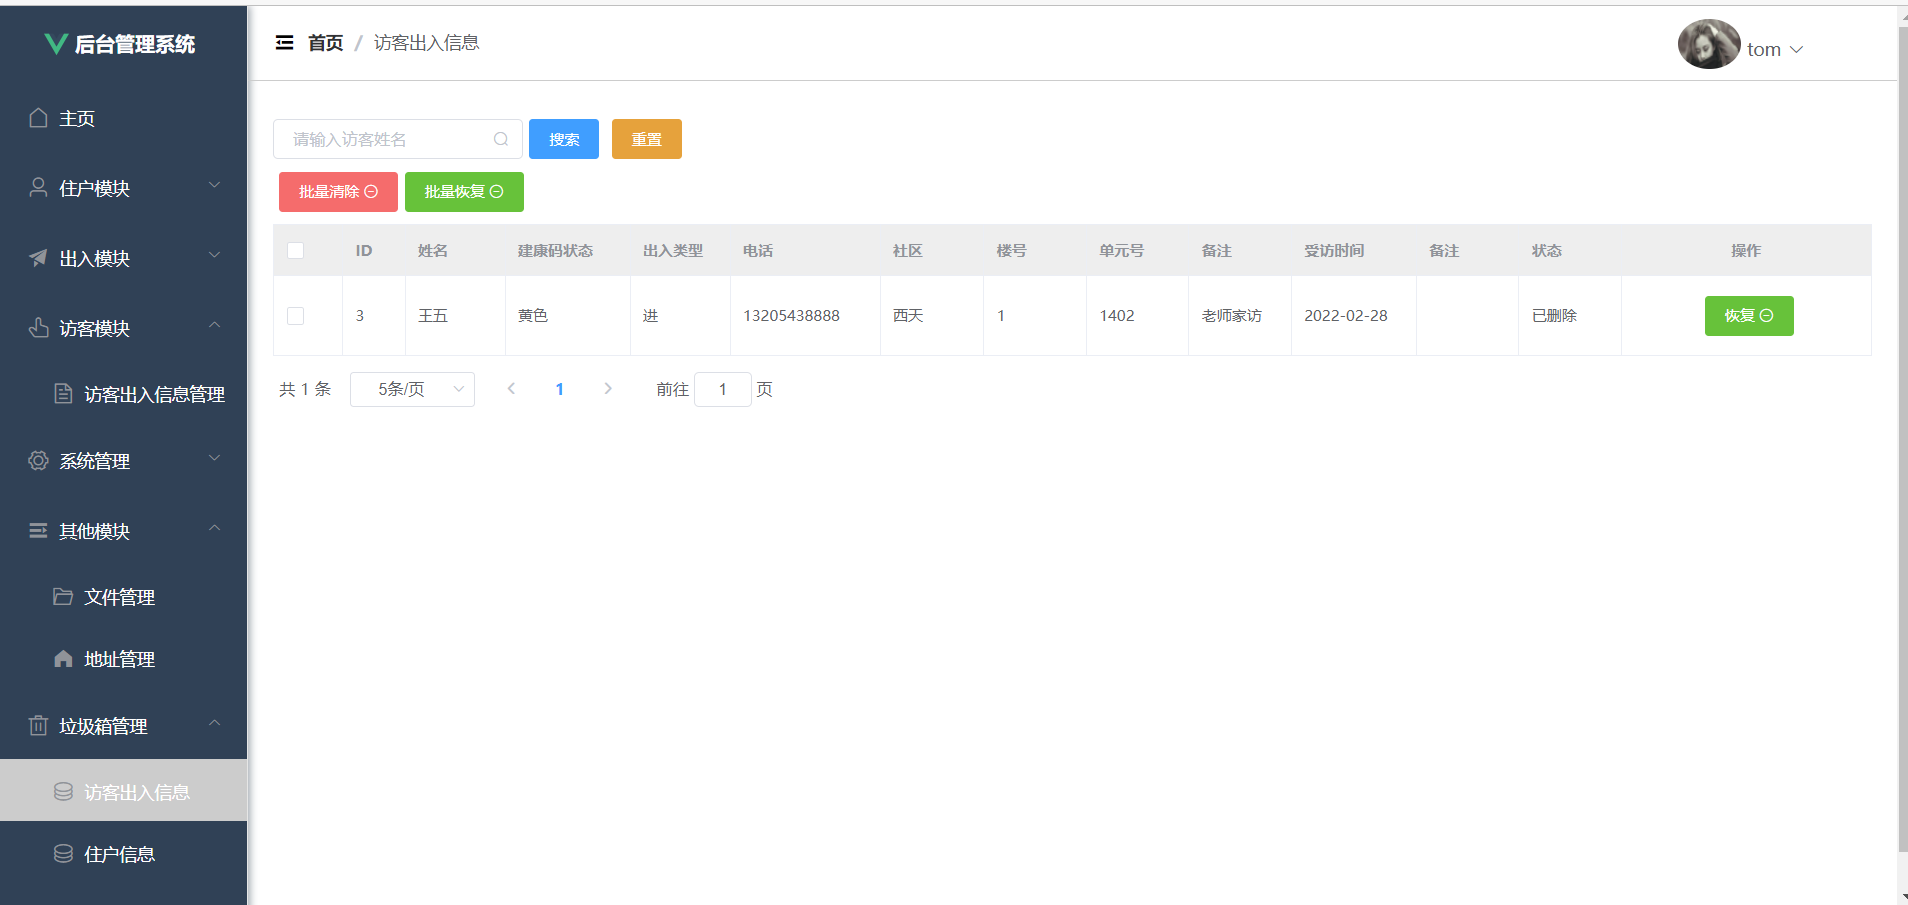 后台管理系统
主页
住户模块
出入模块
访客模块
访客出入信息管理
系统管理
其他模块
文件管理
地址管理
垃圾箱管理
访客出入信息
住户信息
首页 / 访客出入信息
tom
请输入访客姓名 搜索 重置
批量清除 批量恢复
ID 姓名 建康码状态 出入类型 电话 社区 楼号 单元号 备注 受访时间 备注 状态 操作
3 王五 黄色 进 13205438888 西天 1 1402 老师家访 2022-02-28 已删除 恢复
共 1 条 5条/页 1 前往 1 页